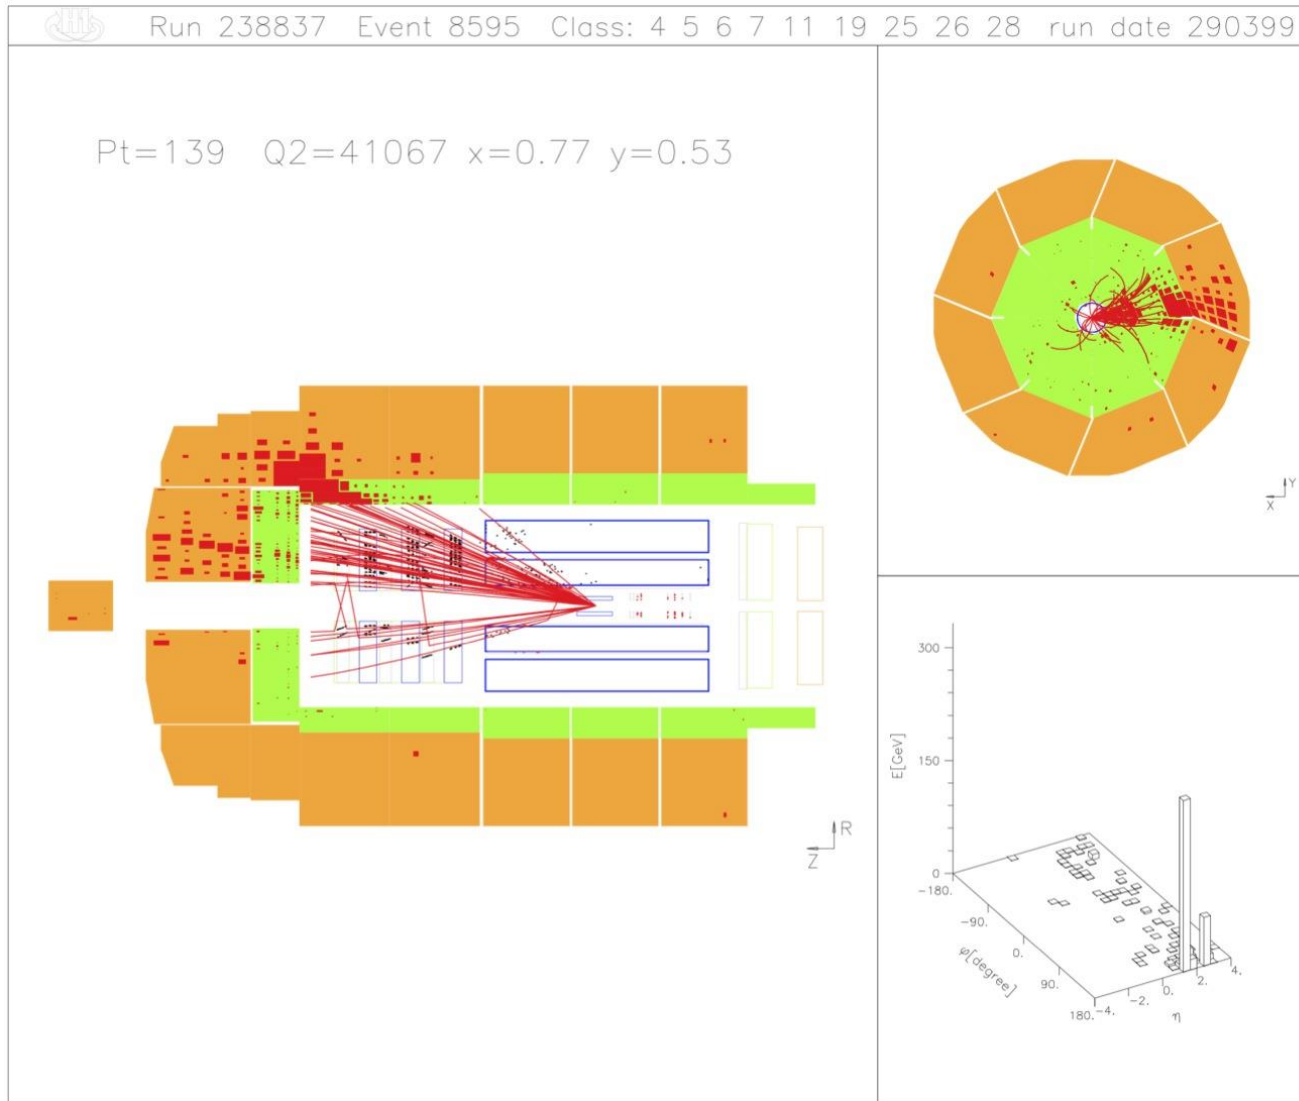 H1 Run 238837 Event 8595 Class: 4 5 6 7 11 19 25 26 28 run date 290399
Pt=139 Q2=41067 x=0.77 y=0.53
Y
X
R
Z
E[GeV]
300
150
0
-180.
-90.
0.
90.
180.
φ[degree]
-4.
-2.
0.
2.
4.
η